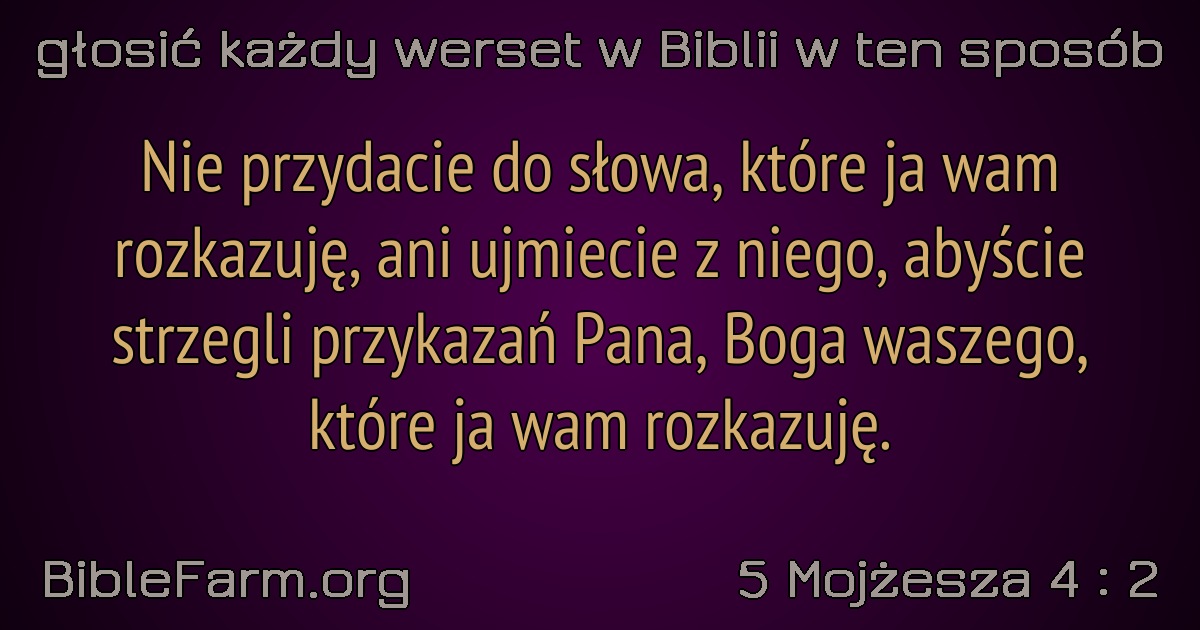 głosić każdy werset w Biblii w ten sposób
Nie przydacie do słowa, które ja wam
rozkazuję, ani ujmiecie z niego, abyście
strzegli przykazań Pana, Boga waszego,
które ja wam rozkazuję.
BibleFarm.org
5 Mojżesza 4 : 2